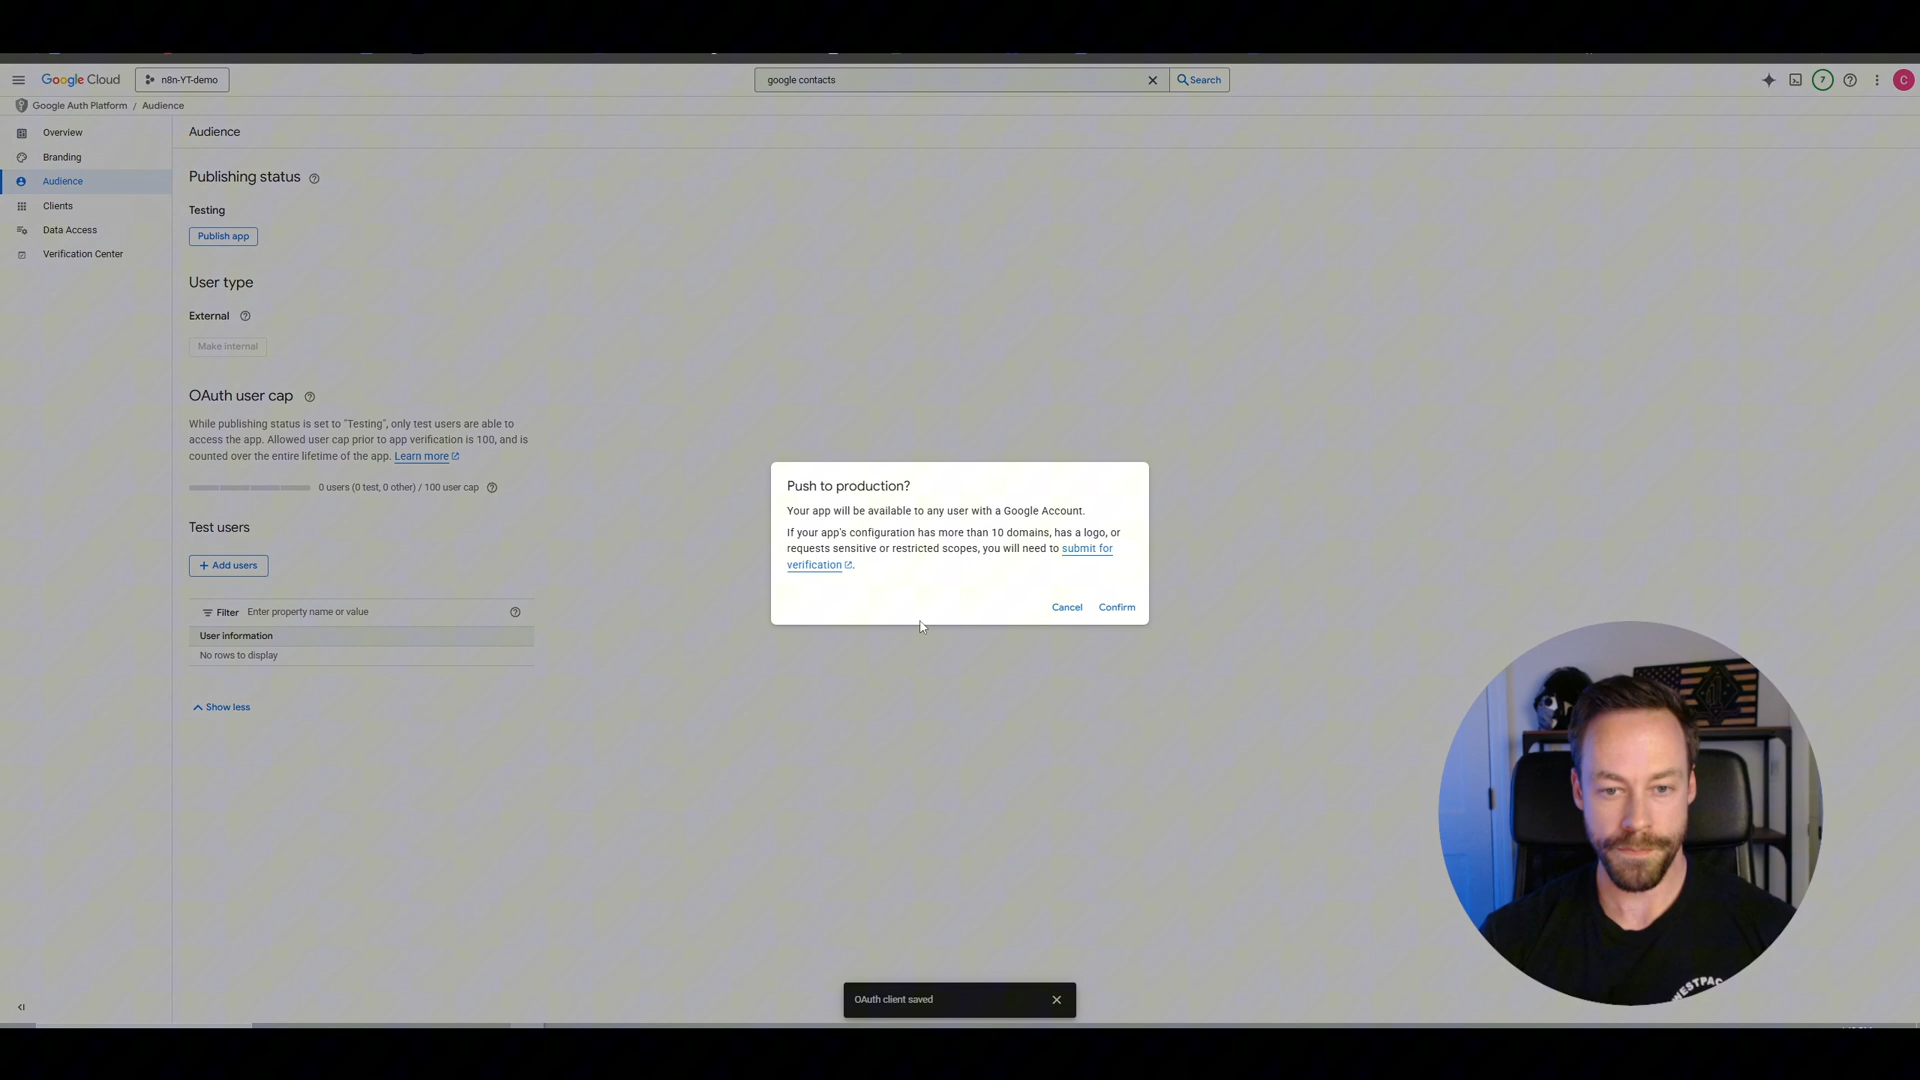 Google Cloud
n8n-YT-demo
google contacts
Search
7
C
Google Auth Platform / Audience
Overview
Branding
Audience
Clients
Data Access
Verification Center
Audience
Publishing status
Testing
Publish app
User type
External
Make internal
OAuth user cap
While publishing status is set to "Testing", only test users are able to
access the app. Allowed user cap prior to app verification is 100, and is
counted over the entire lifetime of the app. Learn more
0 users (0 test, 0 other) / 100 user cap
Test users
+ Add users
Filter Enter property name or value
User information
No rows to display
Show less
Push to production?
Your app will be available to any user with a Google Account.
If your app's configuration has more than 10 domains, has a logo, or
requests sensitive or restricted scopes, you will need to submit for
verification.
Cancel Confirm
OAuth client saved
WESTPAC